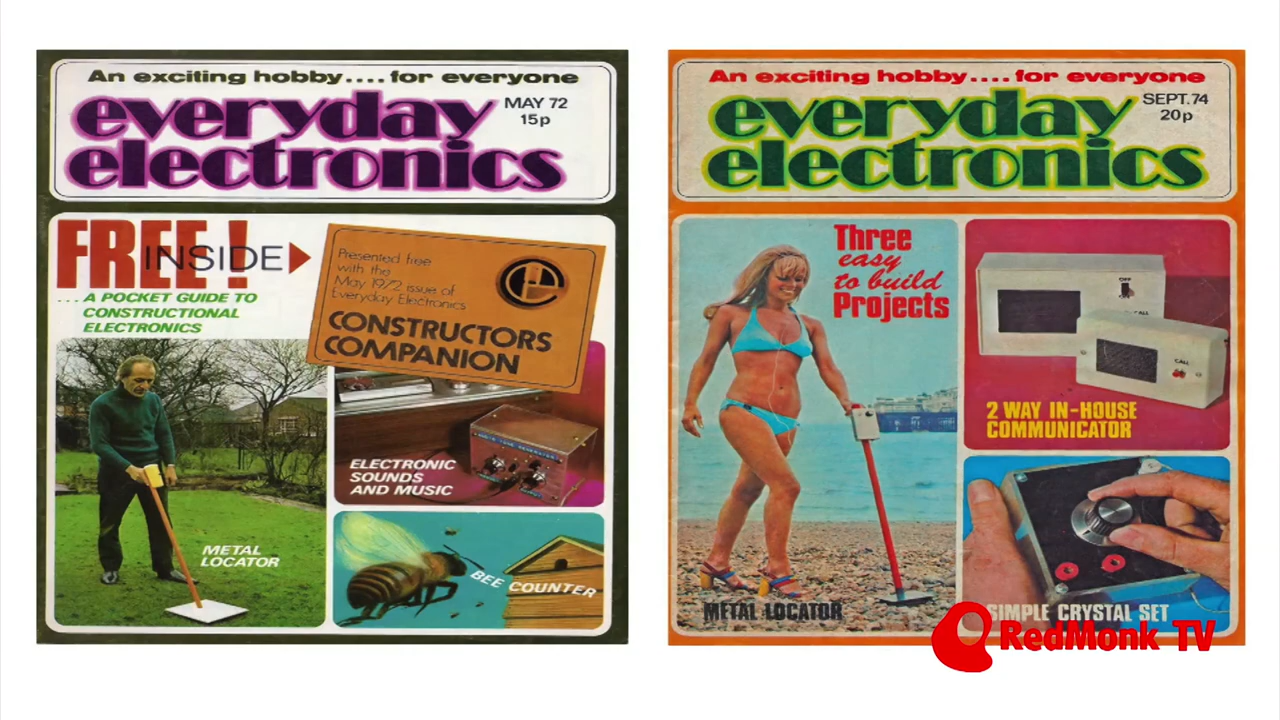 An exciting hobby....for everyone
everyday
electronics
MAY 72
15p
FREE!
INSIDE
...A POCKET GUIDE TO
CONSTRUCTIONAL
ELECTRONICS
Presented free
with the
May 1972 issue of
Everyday Electronics
CONSTRUCTORS
COMPANION
ELECTRONIC
SOUNDS
AND MUSIC
METAL
LOCATOR
BEE COUNTER
An exciting hobby....for everyone
everyday
electronics
SEPT.74
20p
Three
easy
to build
Projects
METAL LOCATOR
OFF
CALL
CALL
2 WAY IN-HOUSE
COMMUNICATOR
SIMPLE CRYSTAL SET
RedMonk TV